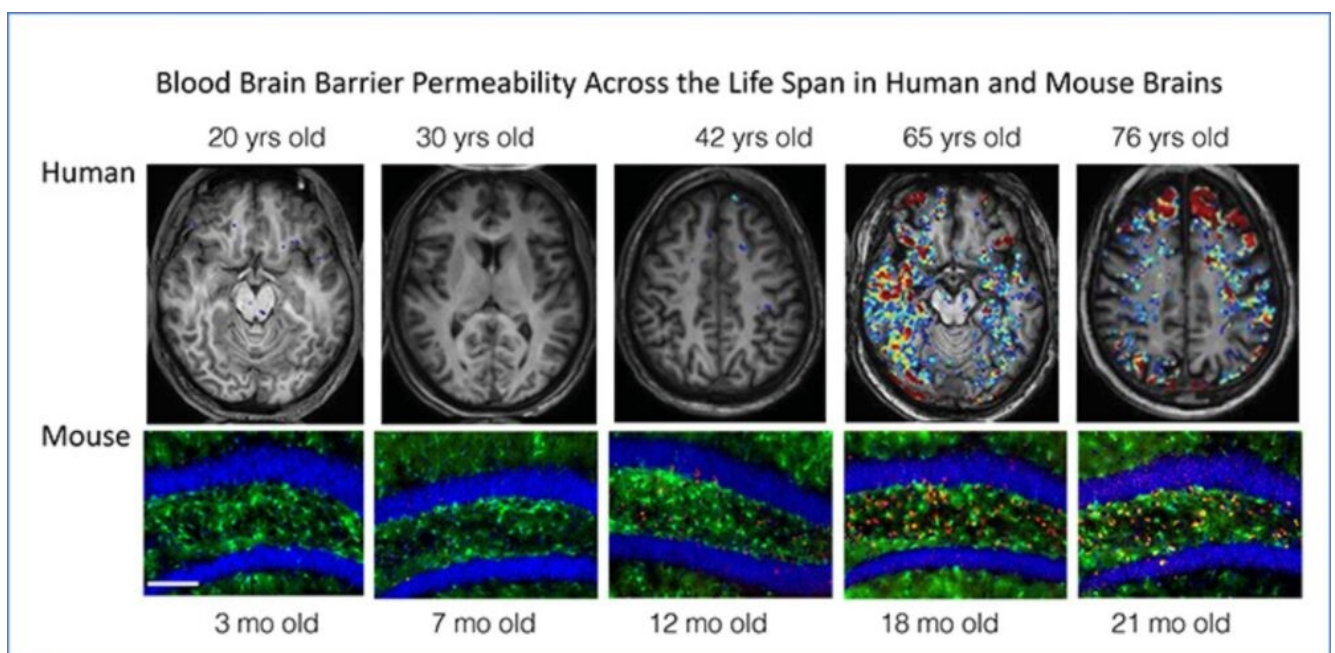 Blood Brain Barrier Permeability Across the Life Span in Human and Mouse Brains
20 yrs old 30 yrs old 42 yrs old 65 yrs old 76 yrs old
Human
Mouse
3 mo old 7 mo old 12 mo old 18 mo old 21 mo old